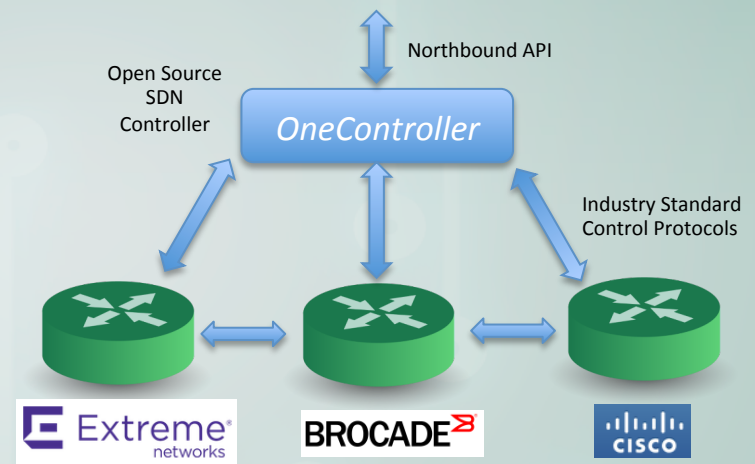 Northbound API
Open Source
SDN
Controller
OneController
Industry Standard
Control Protocols
Extreme®
networks
BROCADE
CISCO